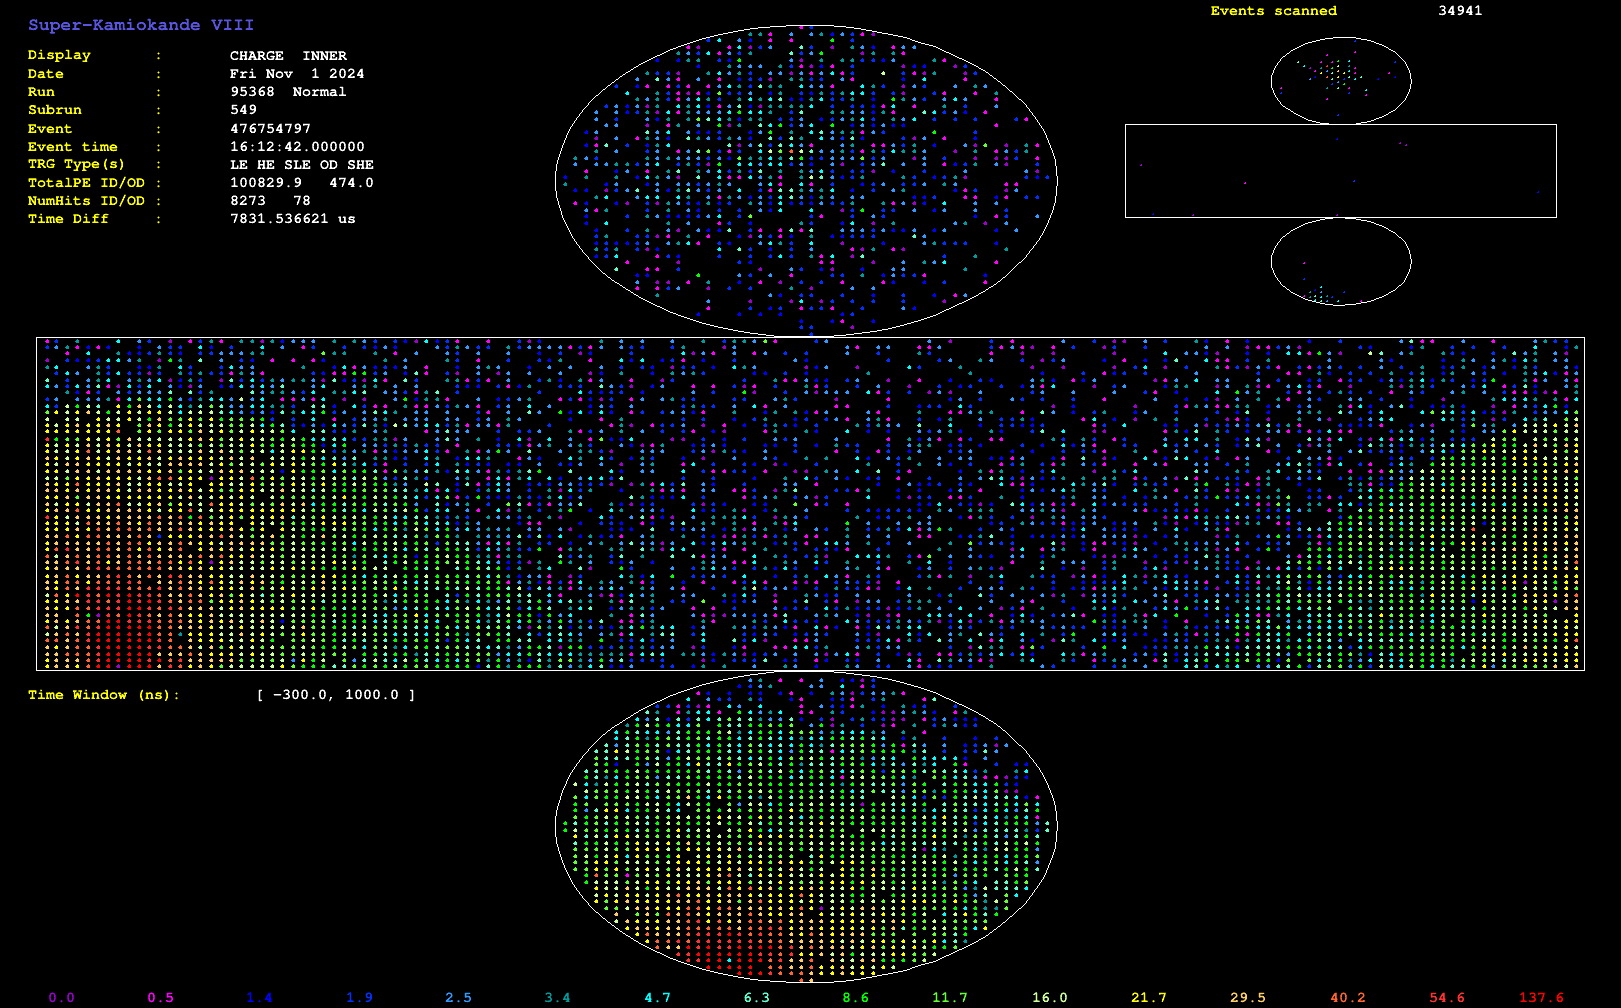 Super-Kamiokande VIII
Display : CHARGE INNER
Date : Fri Nov 1 2024
Run : 95368 Normal
Subrun : 549
Event : 476754797
Event time : 16:12:42.000000
TRG Type(s) : LE HE SLE OD SHE
TotalPE ID/OD : 100829.9 474.0
NumHits ID/OD : 8273 78
Time Diff : 7831.536621 us
Events scanned 34941
Time Window (ns): [ -300.0, 1000.0 ]
0.0 0.5 1.4 1.9 2.5 3.4 4.7 6.3 8.6 11.7 16.0 21.7 29.5 40.2 54.6 137.6